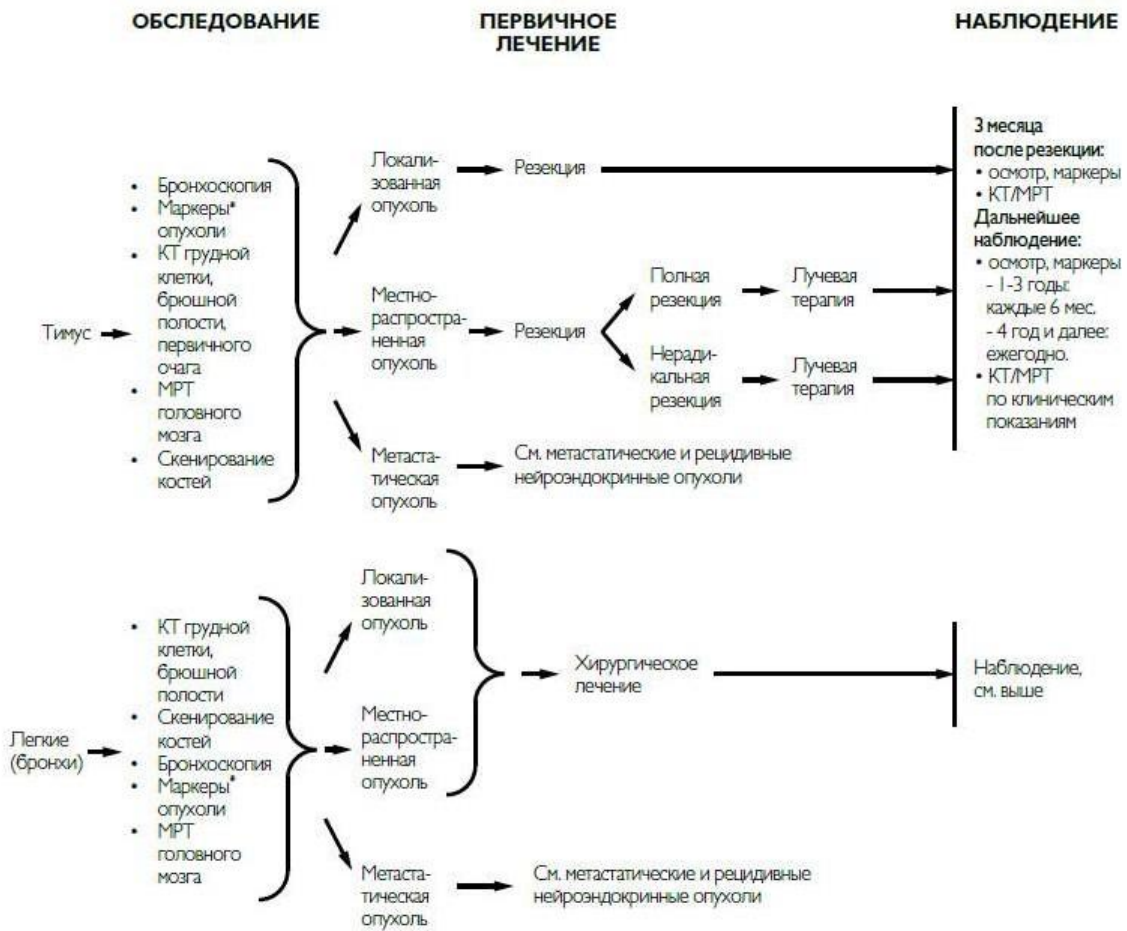 ОБСЛЕДОВАНИЕ
ПЕРВИЧНОЕ
ЛЕЧЕНИЕ
НАБЛЮДЕНИЕ
Тимус
• Бронхоскопия
• Маркеры*
опухоли
• КТ грудной
клетки,
брюшной
полости,
первичного
очага
• МРТ
головного
мозга
• Скенирование
костей
Локали-
зованная
опухоль
Резекция
Местно-
распростра-
ненная
опухоль
Резекция
Полная
резекция
Лучевая
терапия
Неради-
кальная
резекция
Лучевая
терапия
Метаста-
тическая
опухоль
См. метастатические и рецидивные
нейроэндокринные опухоли
3 месяца
после резекции:
• осмотр, маркеры
• КТ/МРТ
Дальнейшее
наблюдение:
• осмотр, маркеры
- 1-3 годы:
каждые 6 мес.
- 4 год и далее:
ежегодно.
• КТ/МРТ
по клиническим
показаниям
Легкие
(бронхи)
• КТ грудной
клетки,
брюшной
полости
• Скенирование
костей
• Бронхоскопия
• Маркеры*
опухоли
• МРТ
головного
мозга
Локали-
зованная
опухоль
Местно-
распростра-
ненная
опухоль
Хирургическое
лечение
Наблюдение,
см. выше
Метаста-
тическая
опухоль
См. метастатические и рецидивные
нейроэндокринные опухоли